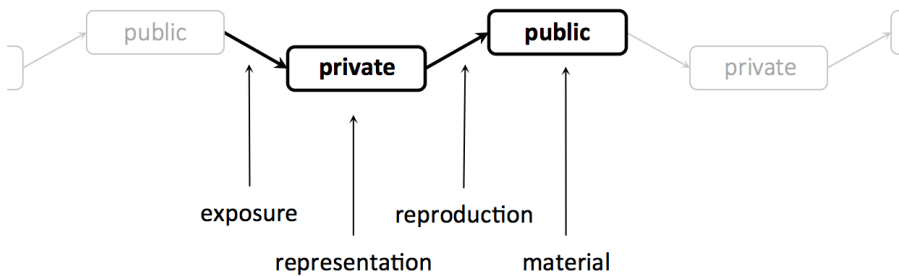 public
public
private
private
exposure
reproduction
representation
material